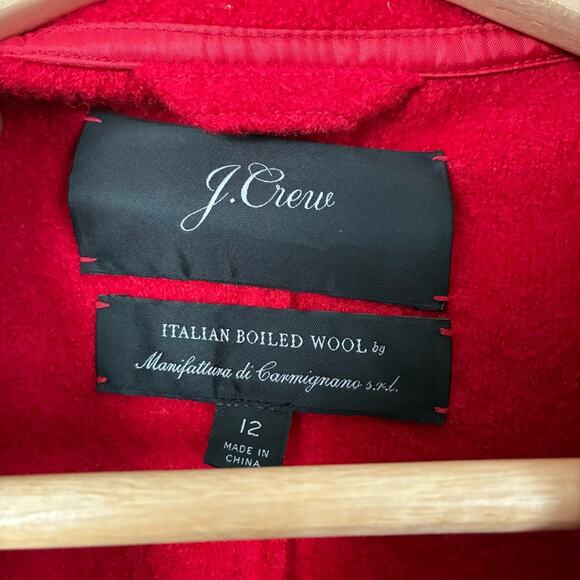 J.Crew
ITALIAN BOILED WOOL by
Manifattura di Carmignano s.r.l.
12
MADE IN
CHINA